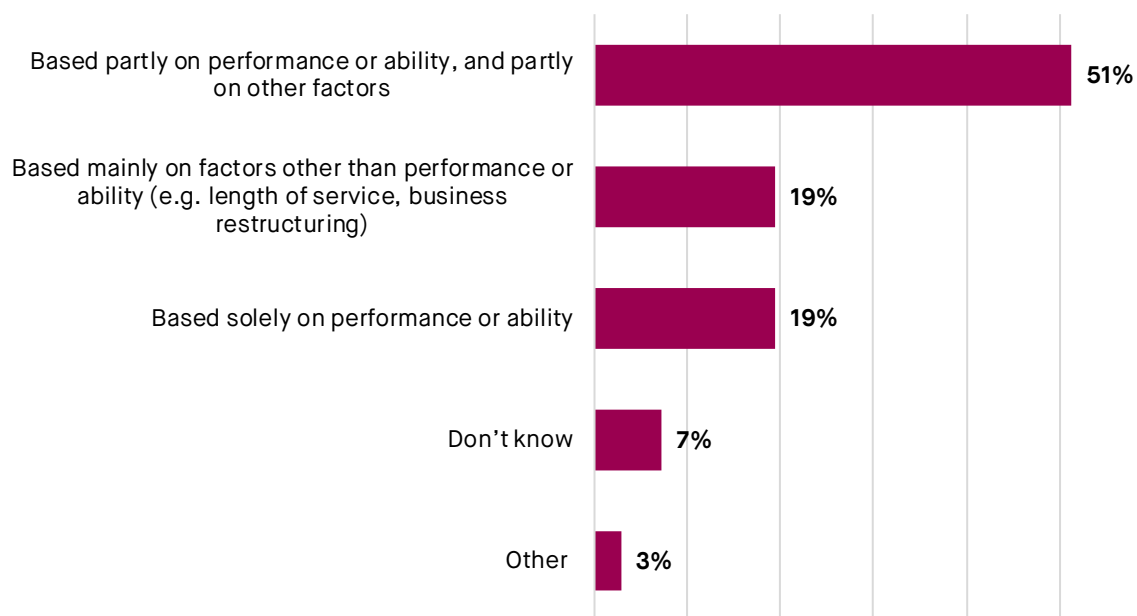 Based partly on performance or ability, and partly
on other factors
51%
Based mainly on factors other than performance or
ability (e.g. length of service, business
restructuring)
19%
Based solely on performance or ability
19%
Don’t know
7%
Other
3%